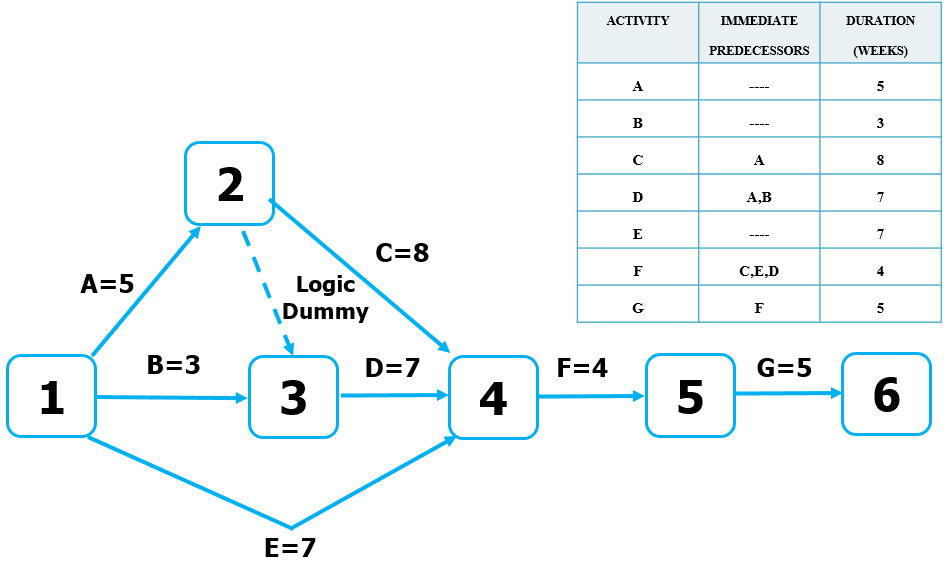 ACTIVITY IMMEDIATE PREDECESSORS DURATION (WEEKS)
A ---- 5
B ---- 3
C A 8
D A,B 7
E ---- 7
F C,E,D 4
G F 5
2
A=5
C=8
Logic
Dummy
1
B=3
3
D=7
4
F=4
5
G=5
6
E=7